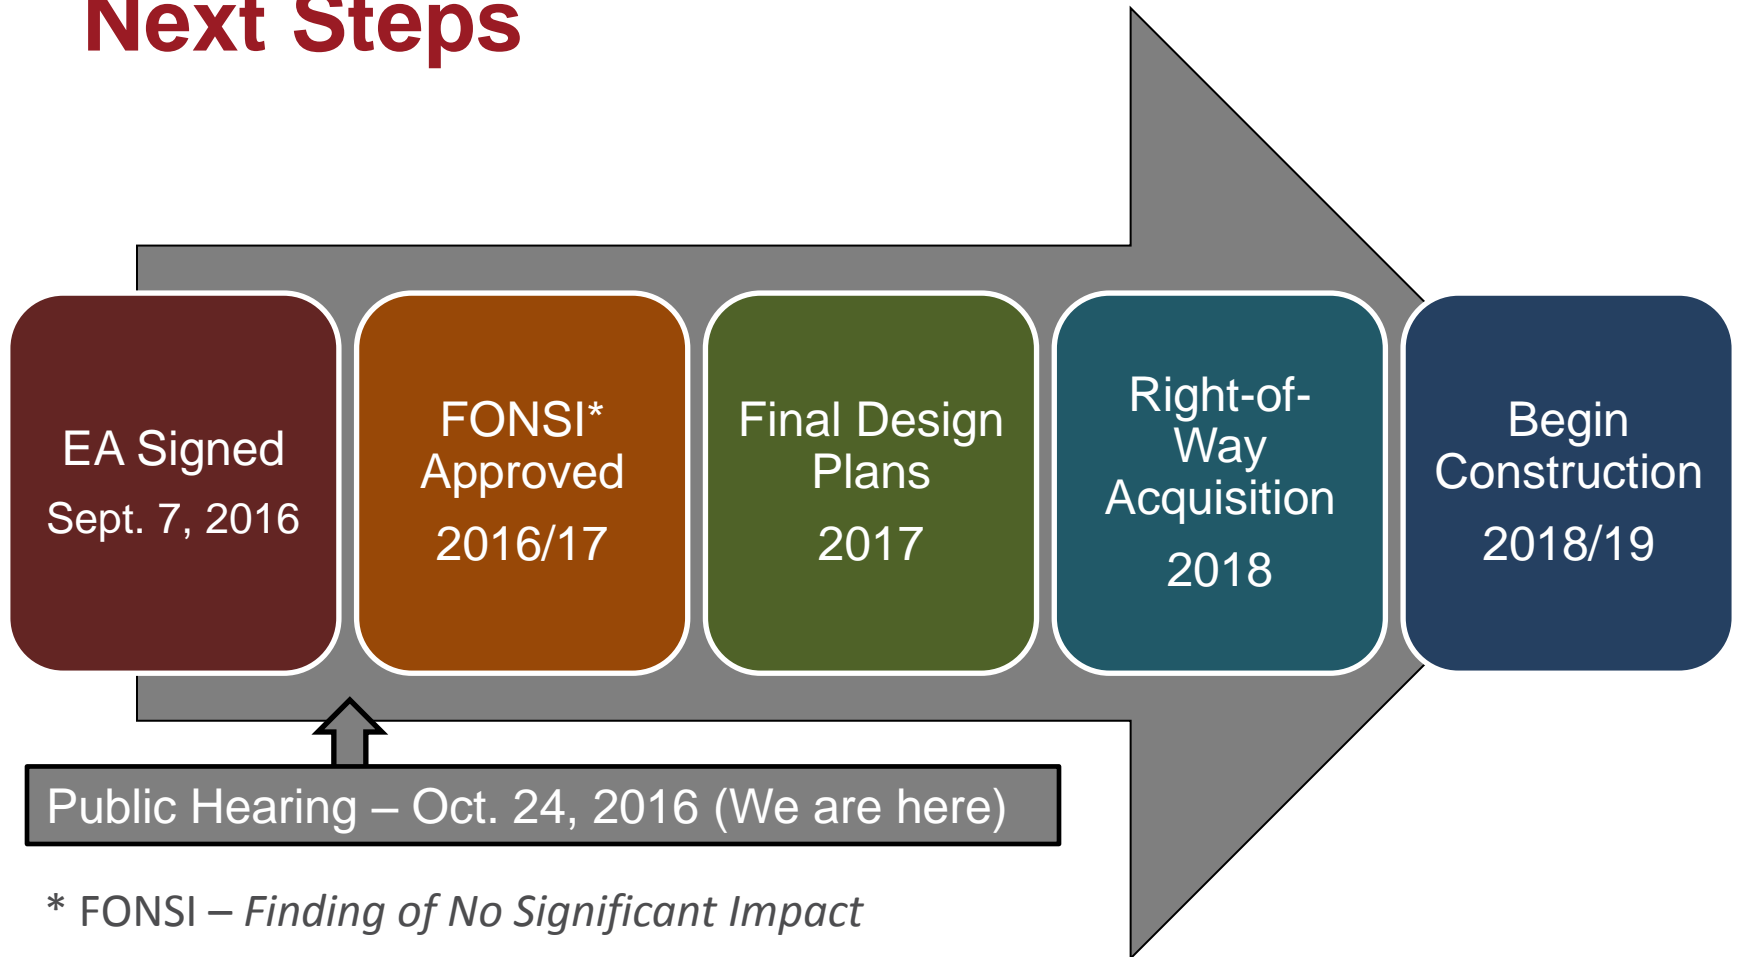 Next Steps
EA Signed
Sept. 7, 2016
FONSI*
Approved
2016/17
Final Design
Plans
2017
Right-of-
Way
Acquisition
2018
Begin
Construction
2018/19
Public Hearing – Oct. 24, 2016 (We are here)
* FONSI – Finding of No Significant Impact